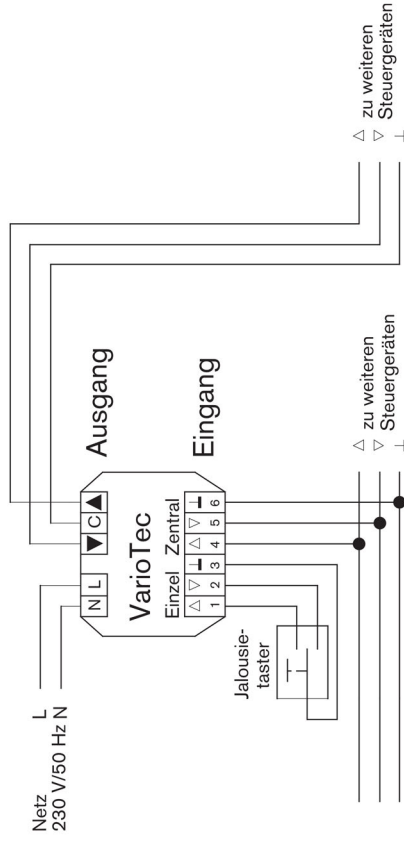 Netz L
230 V/50 Hz N
N L ▼ C ▲
Ausgang
VarioTec
Einzel Zentral
△ ▽ ⊥ △ ▽ ⊥
1 2 3 4 5 6
Eingang
Jalousie-
taster
△ zu weiteren
▽ Steuergeräten
⊥
△ zu weiteren
▽ Steuergeräten
⊥